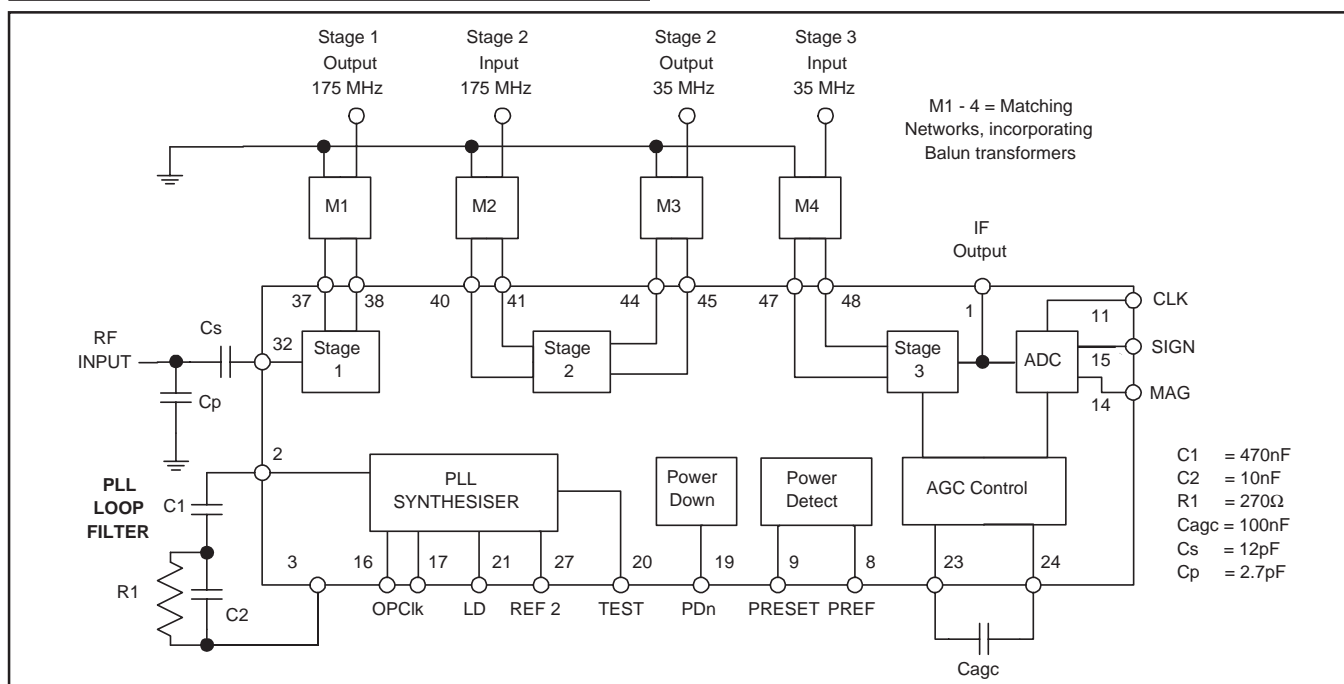 Stage 1
Output
175 MHz
Stage 2
Input
175 MHz
Stage 2
Output
35 MHz
Stage 3
Input
35 MHz
M1 - 4 = Matching
Networks, incorporating
Balun transformers
M1
M2
M3
M4
IF
Output
37
38
40
41
44
45
47
48
1
11
CLK
RF
INPUT
Cs
32
Stage
1
Stage
2
Stage
3
ADC
15
SIGN
14
MAG
Cp
2
PLL
LOOP
FILTER
C1
PLL
SYNTHESISER
Power
Down
Power
Detect
AGC Control
C1 = 470nF
C2 = 10nF
R1 = 270Ω
Cagc = 100nF
Cs = 12pF
Cp = 2.7pF
R1
C2
3
16
17
21
27
20
19
9
8
23
24
OPClk
LD
REF 2
TEST
PDn
PRESET
PREF
Cagc